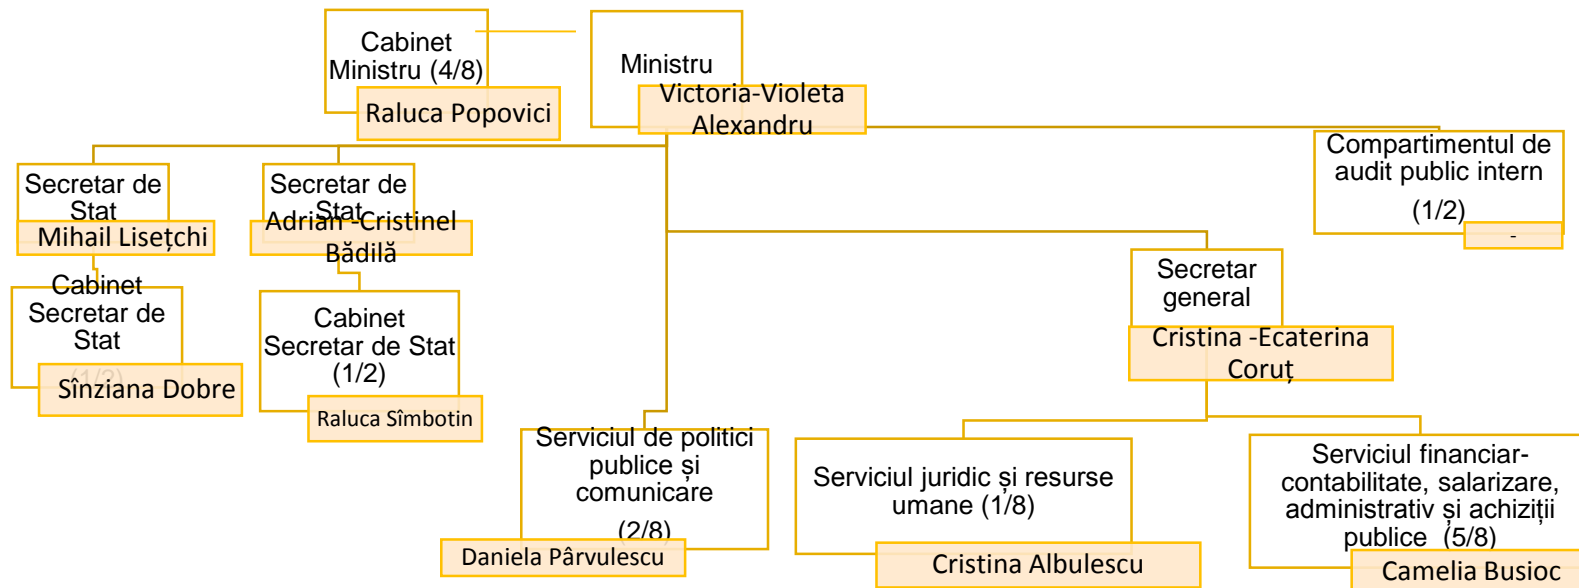 Cabinet
Ministru (4/8)
Raluca Popovici
Ministru
Victoria-Violeta
Alexandru
Compartimentul de
audit public intern
(1/2)
-
Secretar de
Stat
Mihail Lisețchi
Secretar de
Stat
Adrian -Cristinel
Bădilă
Cabinet
Secretar de
Stat
(1/2)
Sînziana Dobre
Cabinet
Secretar de Stat
(1/2)
Raluca Sîmbotin
Secretar
general
Cristina -Ecaterina
Coruț
Serviciul de politici
publice și
comunicare
(2/8)
Daniela Pârvulescu
Serviciul juridic și resurse
umane (1/8)
Cristina Albulescu
Serviciul financiar-
contabilitate, salarizare,
administrativ și achiziții
publice (5/8)
Camelia Busioc